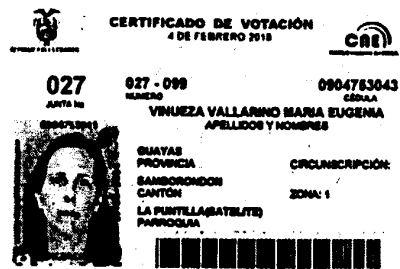 CERTIFICADO DE VOTACIÓN
4 DE FEBRERO 2018
CNE
027
JUNTA No
027 - 099
NUMERO
0904753043
CÉDULA
VINUEZA VALLARINO MARIA EUGENIA
APELLIDOS Y NOMBRES
GUAYAS
PROVINCIA
CIRCUNSCRIPCIÓN:
SAMBORONDON
CANTÓN
ZONA: 1
LA PUNTILLA(SATELITE)
PARROQUIA